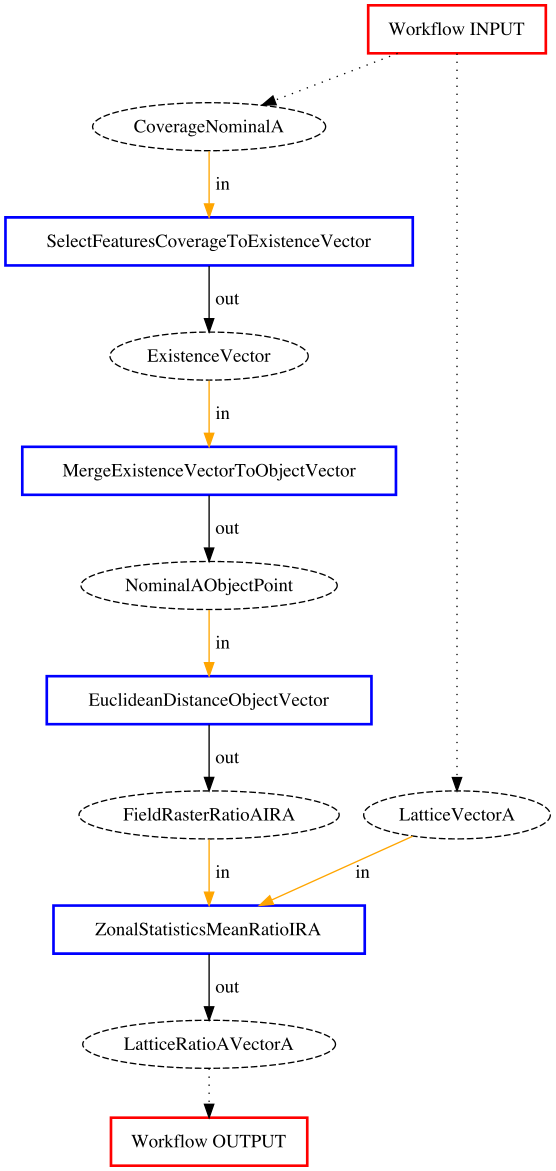 Workflow INPUT
CoverageNominalA
in
SelectFeaturesCoverageToExistenceVector
out
ExistenceVector
in
MergeExistenceVectorToObjectVector
out
NominalAObjectPoint
in
EuclideanDistanceObjectVector
out
FieldRasterRatioAIRA
LatticeVectorA
in
in
ZonalStatisticsMeanRatioIRA
out
LatticeRatioAVectorA
Workflow OUTPUT